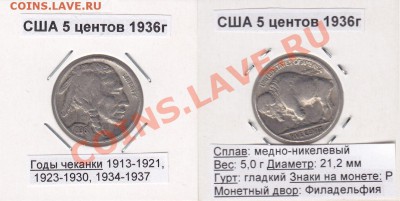 COINS.LAVE.RU
США 5 центов 1936г
Годы чеканки 1913-1921,
1923-1930, 1934-1937
США 5 центов 1936г
Сплав: медно-никелевый
Вес: 5,0 г Диаметр: 21,2 мм
Гурт: гладкий Знаки на монете: Р
Монетный двор: Филадельфия
COINS.LAVE.RU